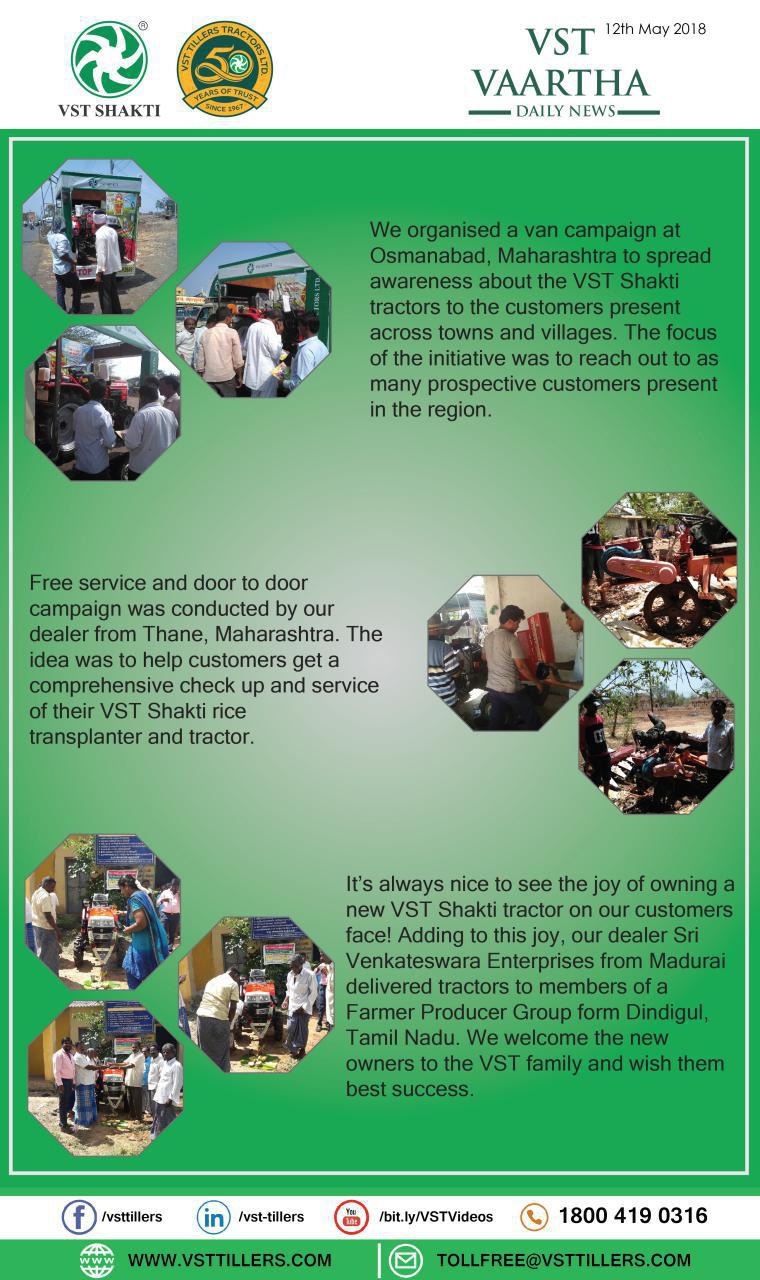 12th May 2018
VST SHAKTI
®
VST TILLERS TRACTORS LTD.
50
YEARS OF TRUST
SINCE 1967
VST
VAARTHA
DAILY NEWS
We organised a van campaign at
Osmanabad, Maharashtra to spread
awareness about the VST Shakti
tractors to the customers present
across towns and villages. The focus
of the initiative was to reach out to as
many prospective customers present
in the region.
Free service and door to door
campaign was conducted by our
dealer from Thane, Maharashtra. The
idea was to help customers get a
comprehensive check up and service
of their VST Shakti rice
transplanter and tractor.
It's always nice to see the joy of owning a
new VST Shakti tractor on our customers
face! Adding to this joy, our dealer Sri
Venkateswara Enterprises from Madurai
delivered tractors to members of a
Farmer Producer Group form Dindigul,
Tamil Nadu. We welcome the new
owners to the VST family and wish them
best success.
/vsttillers
/vst-tillers
You
Tube
/bit.ly/VSTVideos
1800 419 0316
www
WWW.VSTTILLERS.COM
TOLLFREE@VSTTILLERS.COM